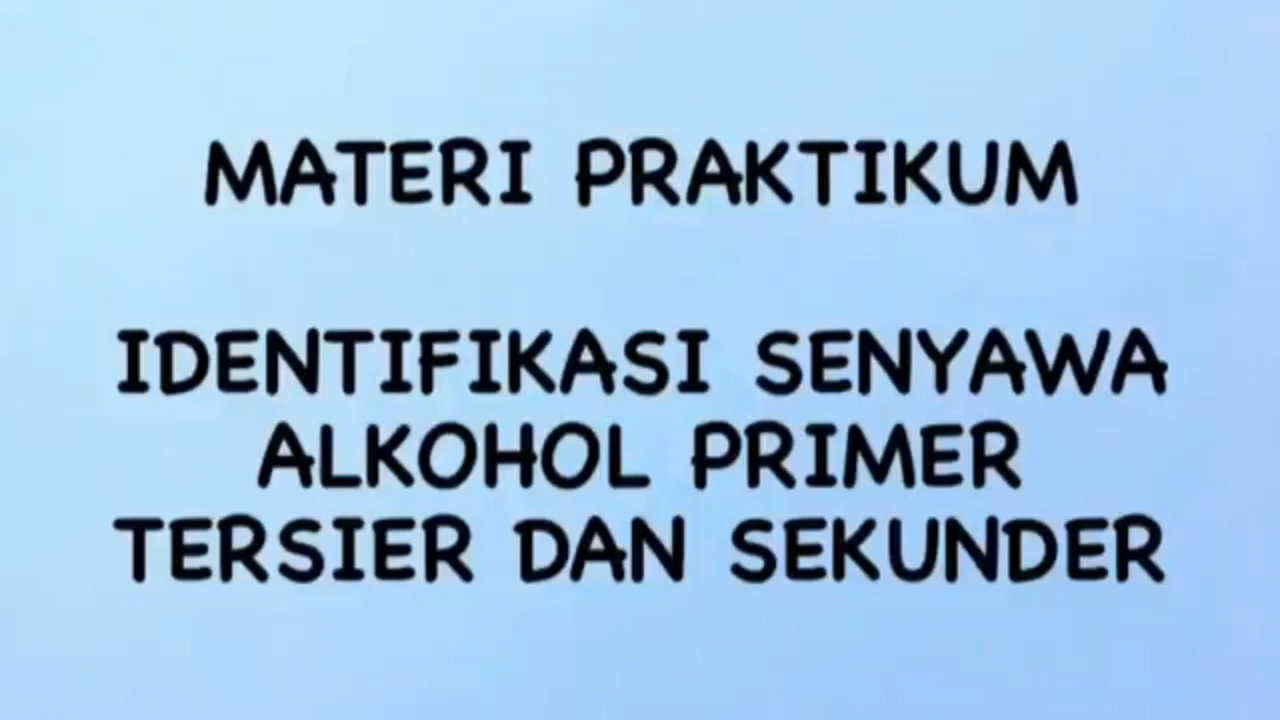 MATERI PRAKTIKUM
IDENTIFIKASI SENYAWA
ALKOHOL PRIMER
TERSIER DAN SEKUNDER